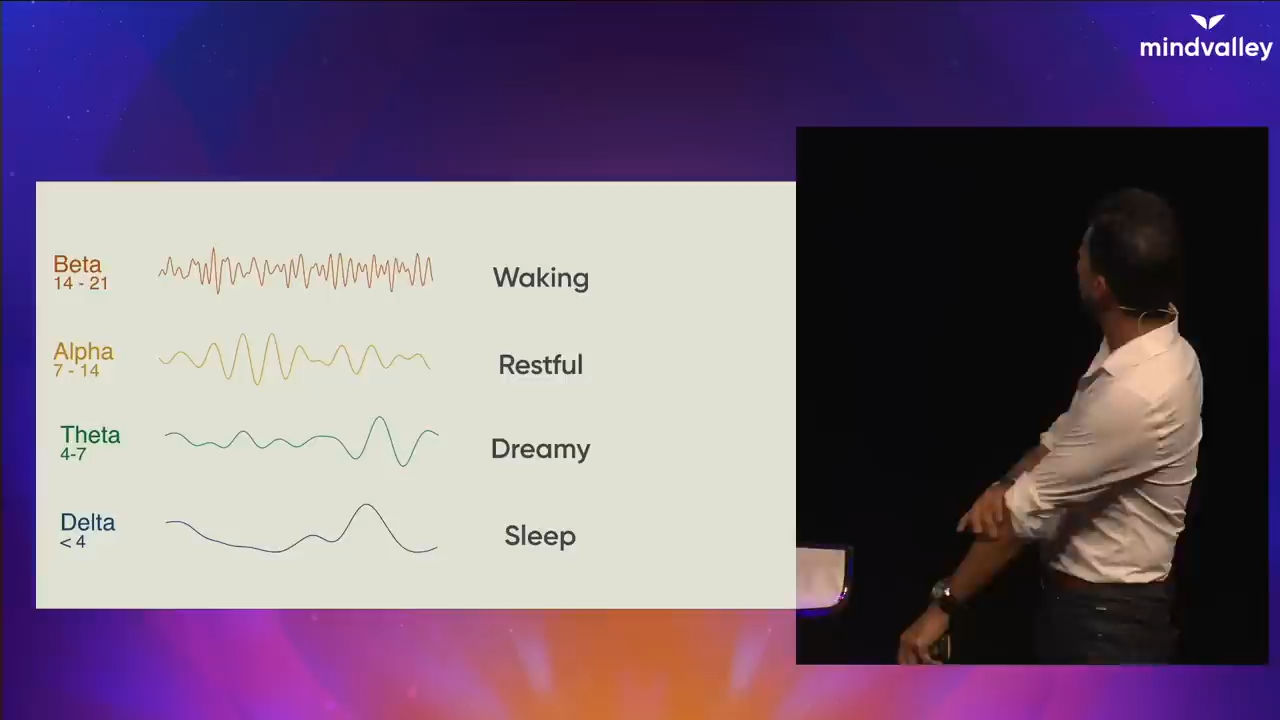 mindvalley
Beta
14 - 21
Waking
Alpha
7 - 14
Restful
Theta
4-7
Dreamy
Delta
< 4
Sleep